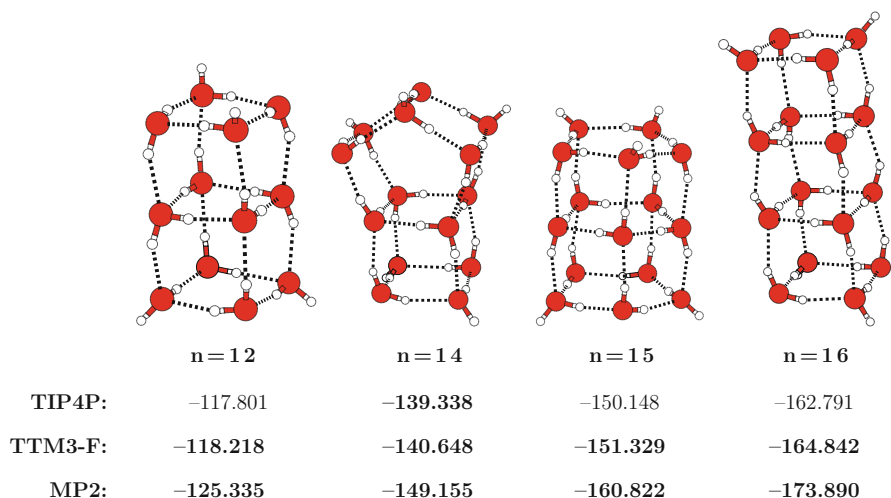 n=12 n=14 n=15 n=16
TIP4P: –117.801 –139.338 –150.148 –162.791
TTM3-F: –118.218 –140.648 –151.329 –164.842
MP2: –125.335 –149.155 –160.822 –173.890